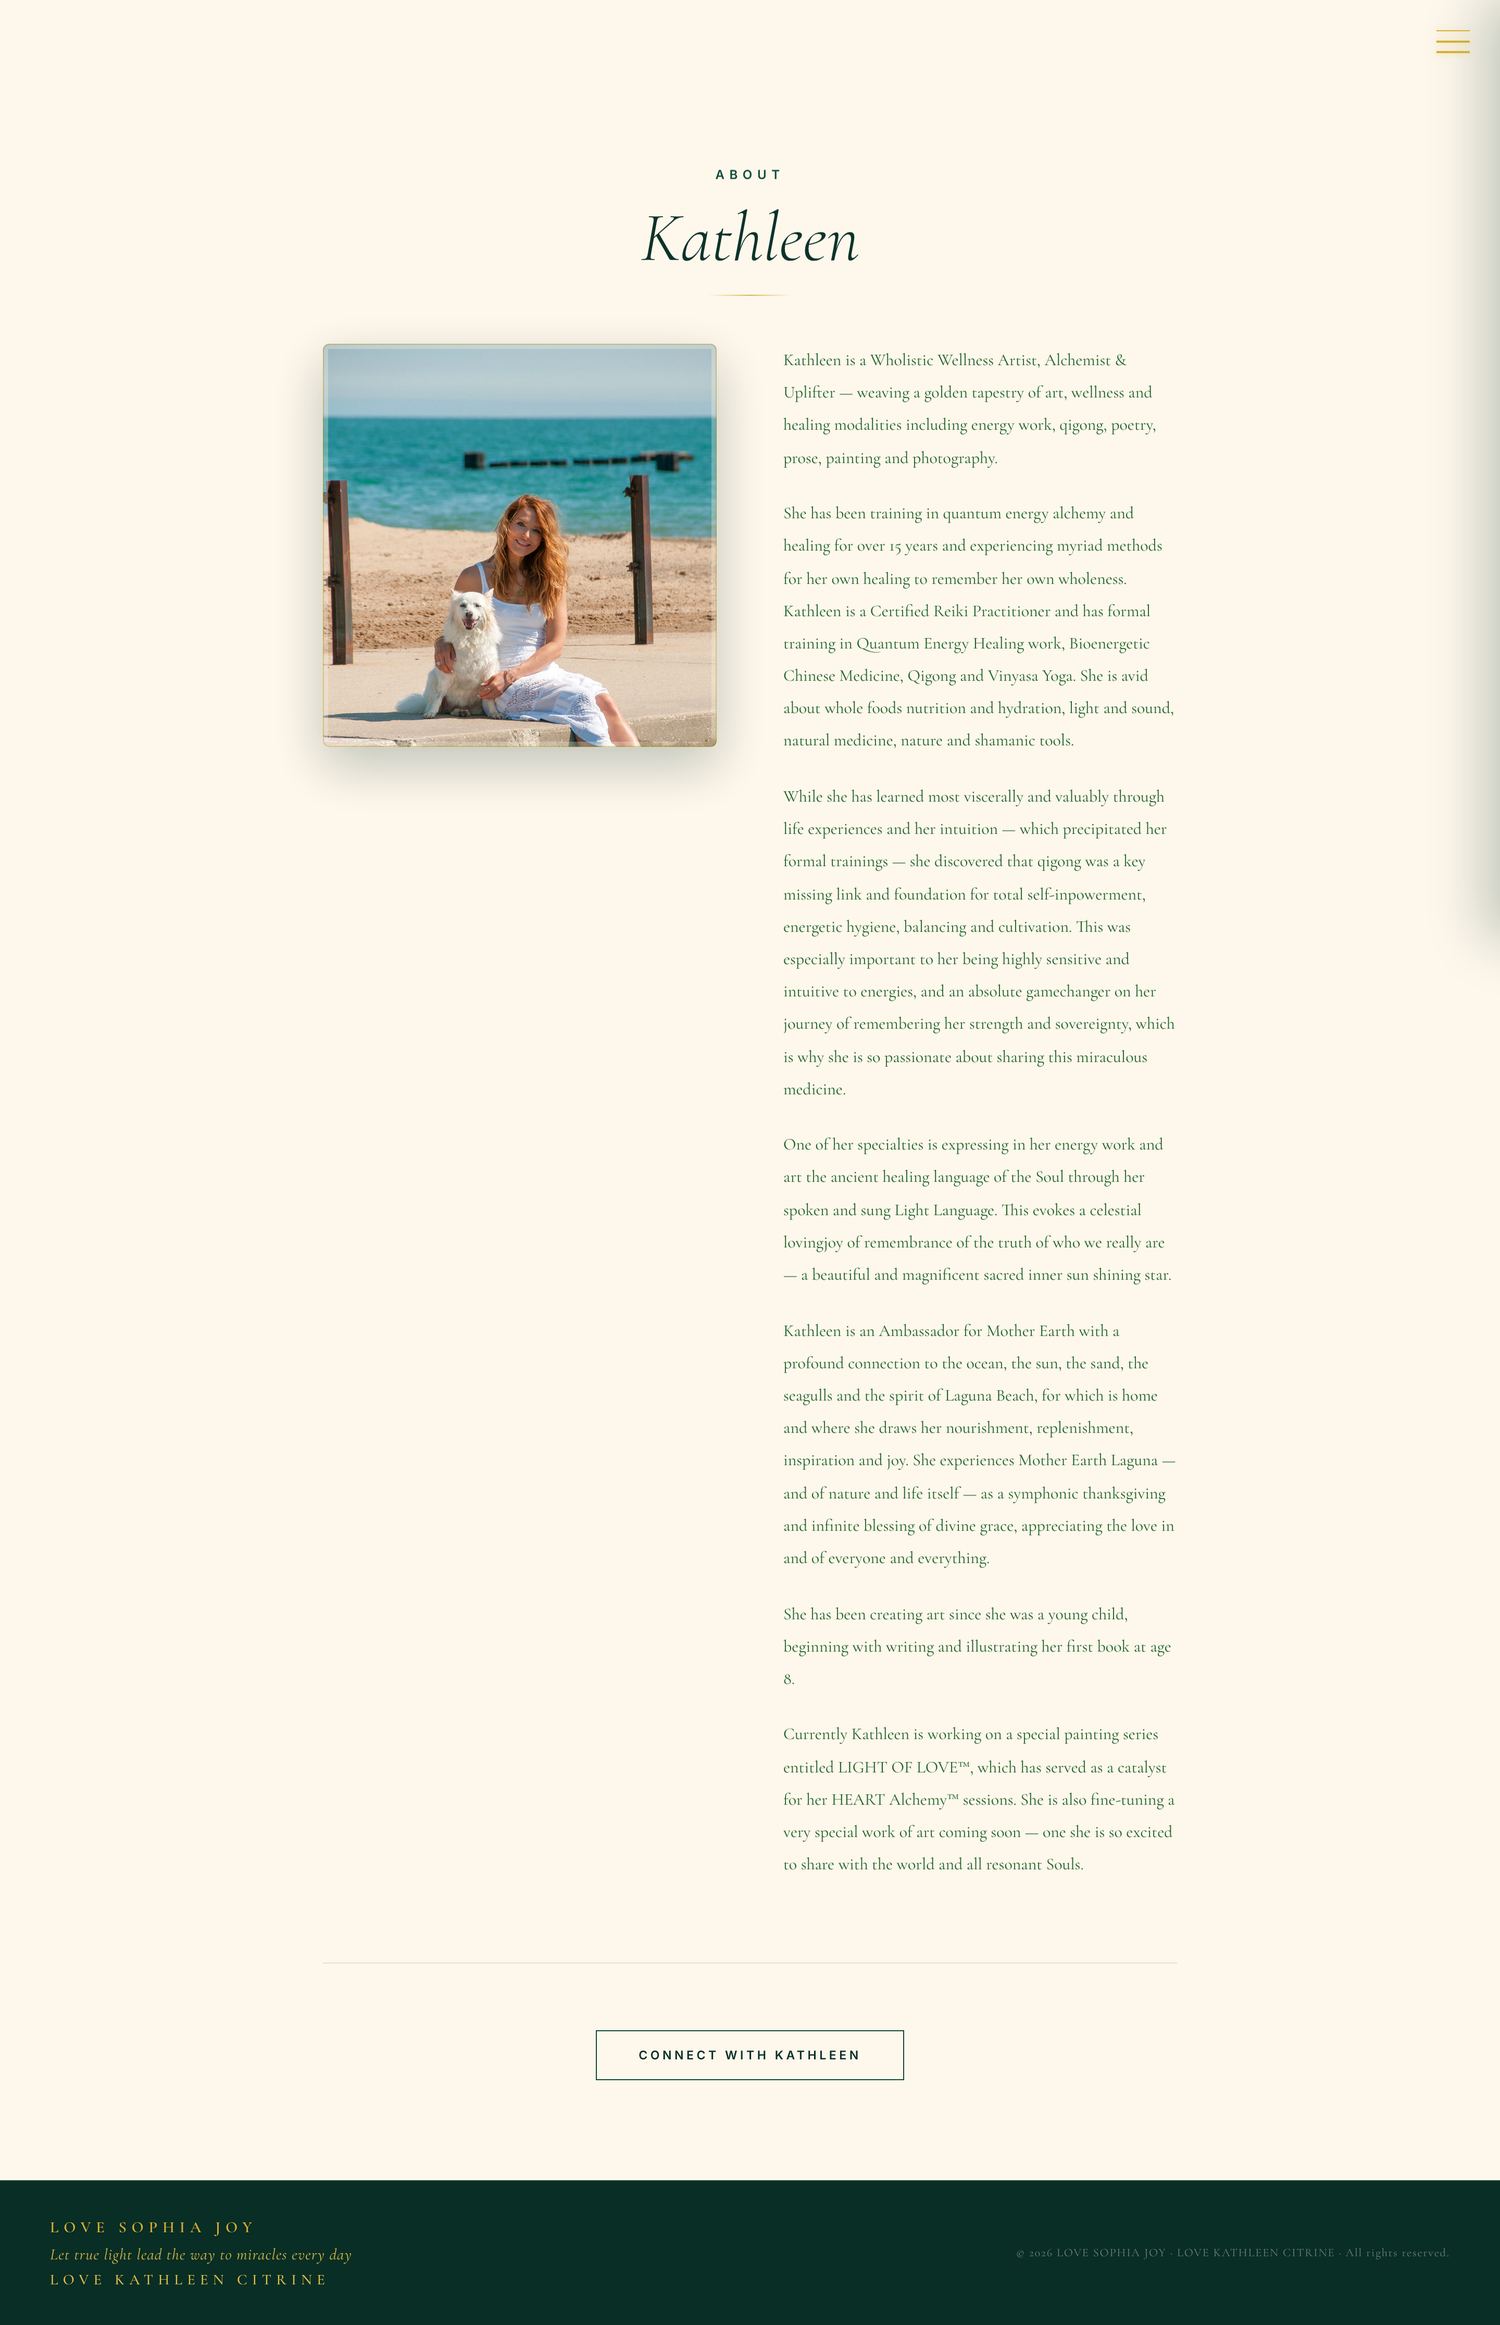 ABOUT
Kathleen
Kathleen is a Wholistic Wellness Artist, Alchemist &
Uplifter — weaving a golden tapestry of art, wellness and
healing modalities including energy work, qigong, poetry,
prose, painting and photography.
She has been training in quantum energy alchemy and
healing for over 15 years and experiencing myriad methods
for her own healing to remember her own wholeness.
Kathleen is a Certified Reiki Practitioner and has formal
training in Quantum Energy Healing work, Bioenergetic
Chinese Medicine, Qigong and Vinyasa Yoga. She is avid
about whole foods nutrition and hydration, light and sound,
natural medicine, nature and shamanic tools.
While she has learned most viscerally and valuably through
life experiences and her intuition — which precipitated her
formal trainings — she discovered that qigong was a key
missing link and foundation for total self-inpowerment,
energetic hygiene, balancing and cultivation. This was
especially important to her being highly sensitive and
intuitive to energies, and an absolute gamechanger on her
journey of remembering her strength and sovereignty, which
is why she is so passionate about sharing this miraculous
medicine.
One of her specialties is expressing in her energy work and
art the ancient healing language of the Soul through her
spoken and sung Light Language. This evokes a celestial
lovingjoy of remembrance of the truth of who we really are
— a beautiful and magnificent sacred inner sun shining star.
Kathleen is an Ambassador for Mother Earth with a
profound connection to the ocean, the sun, the sand, the
seagulls and the spirit of Laguna Beach, for which is home
and where she draws her nourishment, replenishment,
inspiration and joy. She experiences Mother Earth Laguna —
and of nature and life itself — as a symphonic thanksgiving
and infinite blessing of divine grace, appreciating the love in
and of everyone and everything.
She has been creating art since she was a young child,
beginning with writing and illustrating her first book at age
8.
Currently Kathleen is working on a special painting series
entitled LIGHT OF LOVE™, which has served as a catalyst
for her HEART Alchemy™ sessions. She is also fine-tuning a
very special work of art coming soon — one she is so excited
to share with the world and all resonant Souls.
CONNECT WITH KATHLEEN
LOVE SOPHIA JOY
Let true light lead the way to miracles every day
LOVE KATHLEEN CITRINE
© 2026 LOVE SOPHIA JOY · LOVE KATHLEEN CITRINE · All rights reserved.